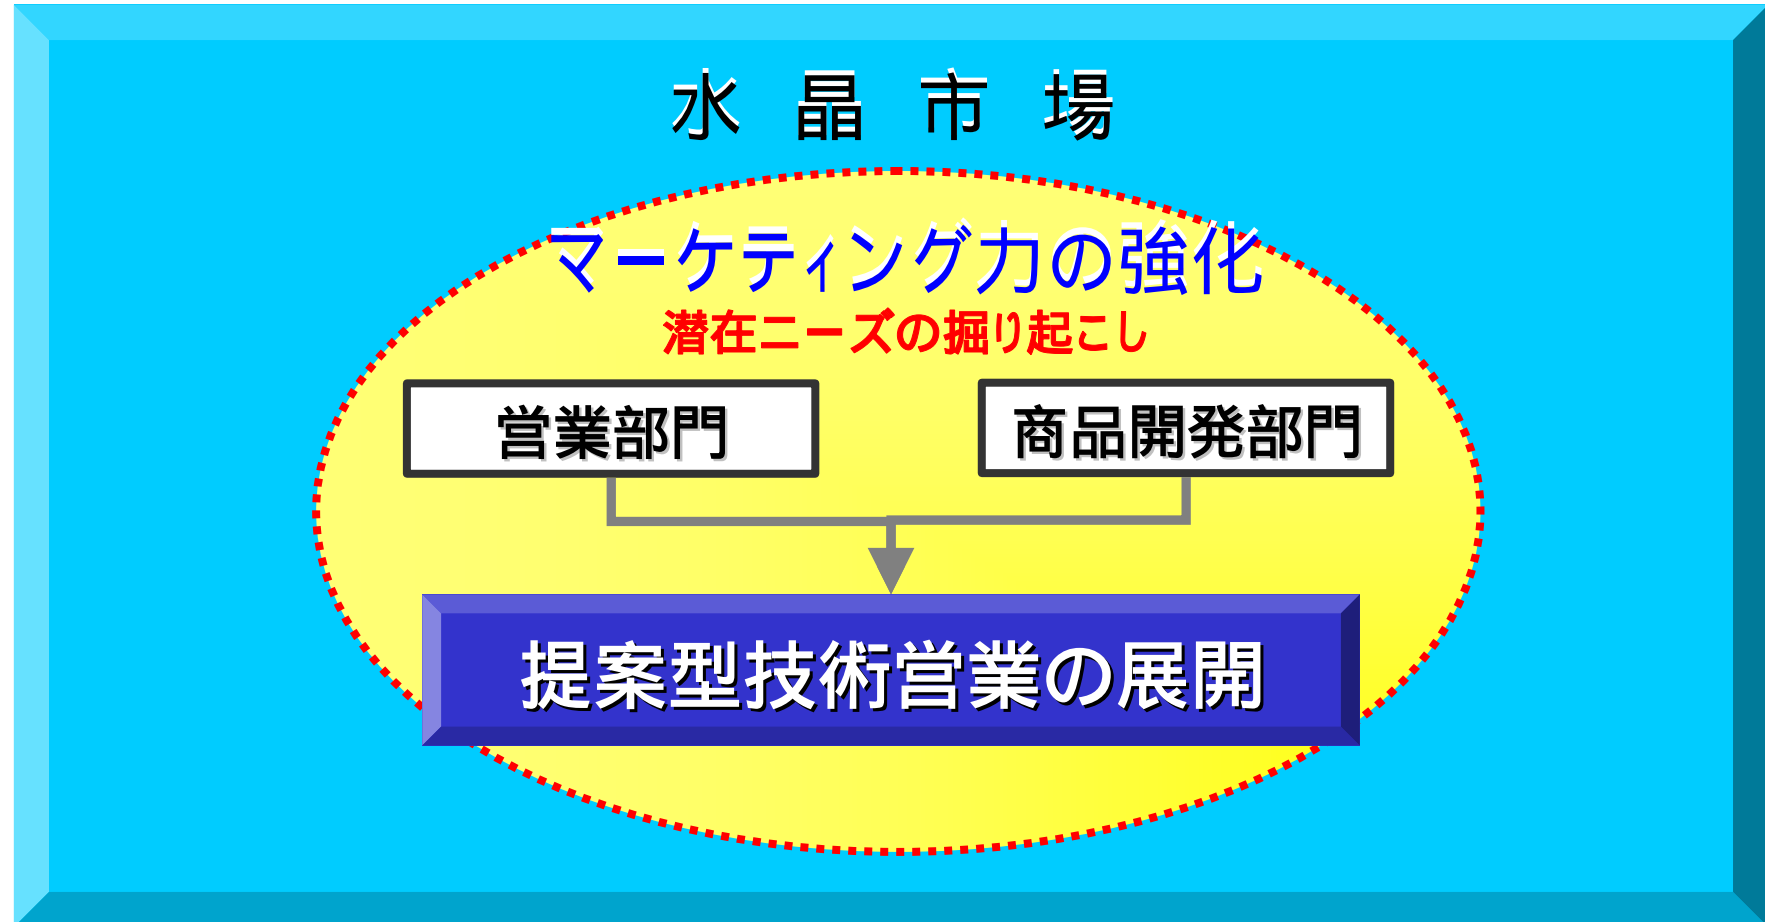 水晶市場
マーケティング力の強化
潜在ニーズの掘り起こし
営業部門
商品開発部門
提案型技術営業の展開